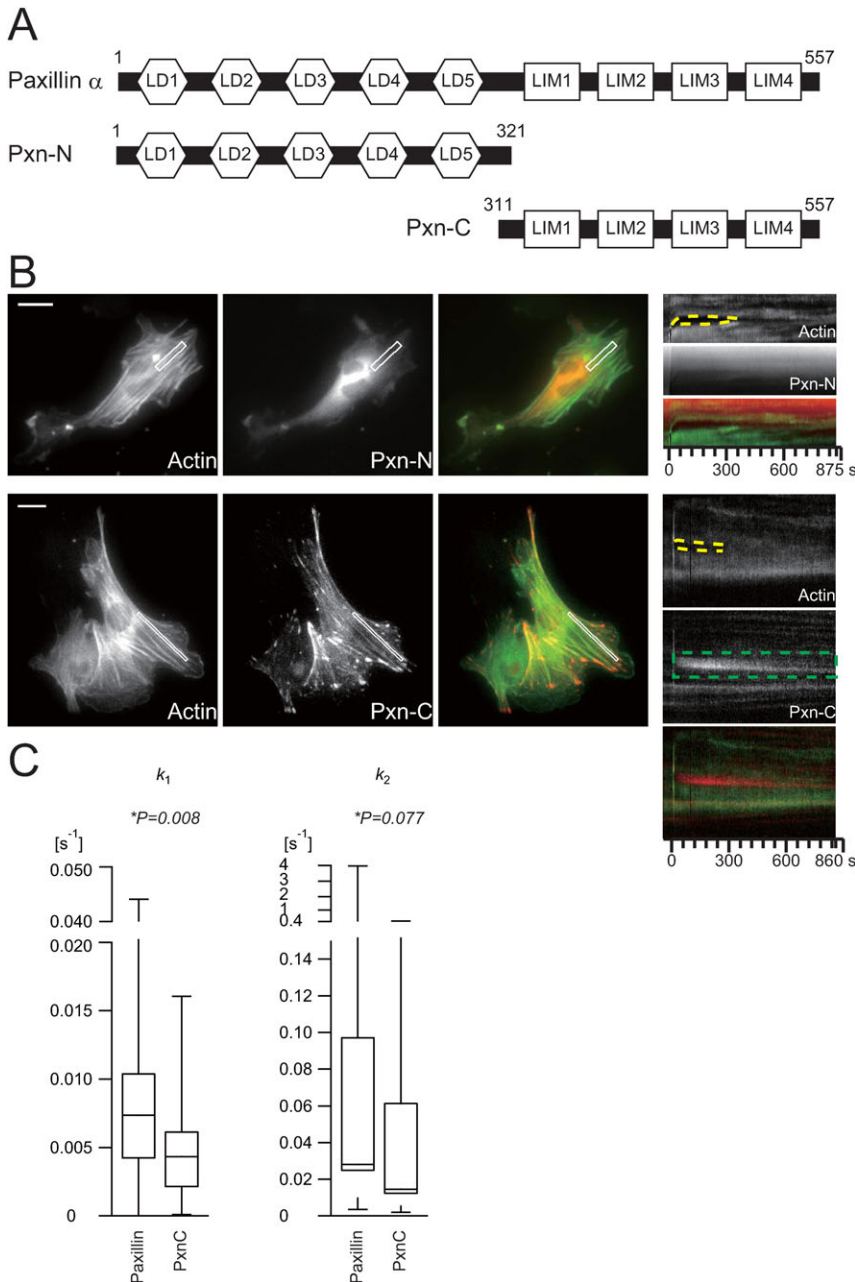 A
1 557
Paxillin α LD1 LD2 LD3 LD4 LD5 LIM1 LIM2 LIM3 LIM4
1 321
Pxn-N LD1 LD2 LD3 LD4 LD5
311 557
Pxn-C LIM1 LIM2 LIM3 LIM4
B
Actin Pxn-N
Actin
Pxn-N
0 300 600 875 s
Actin Pxn-C
Actin
Pxn-C
0 300 600 860 s
C
k1
*P=0.008
[s-1]
0.050
0.040
0.020
0.015
0.010
0.005
0
Paxillin
PxnC
k2
*P=0.077
[s-1]
4
3
2
1
0.4
0.14
0.12
0.10
0.08
0.06
0.04
0.02
0
Paxillin
PxnC